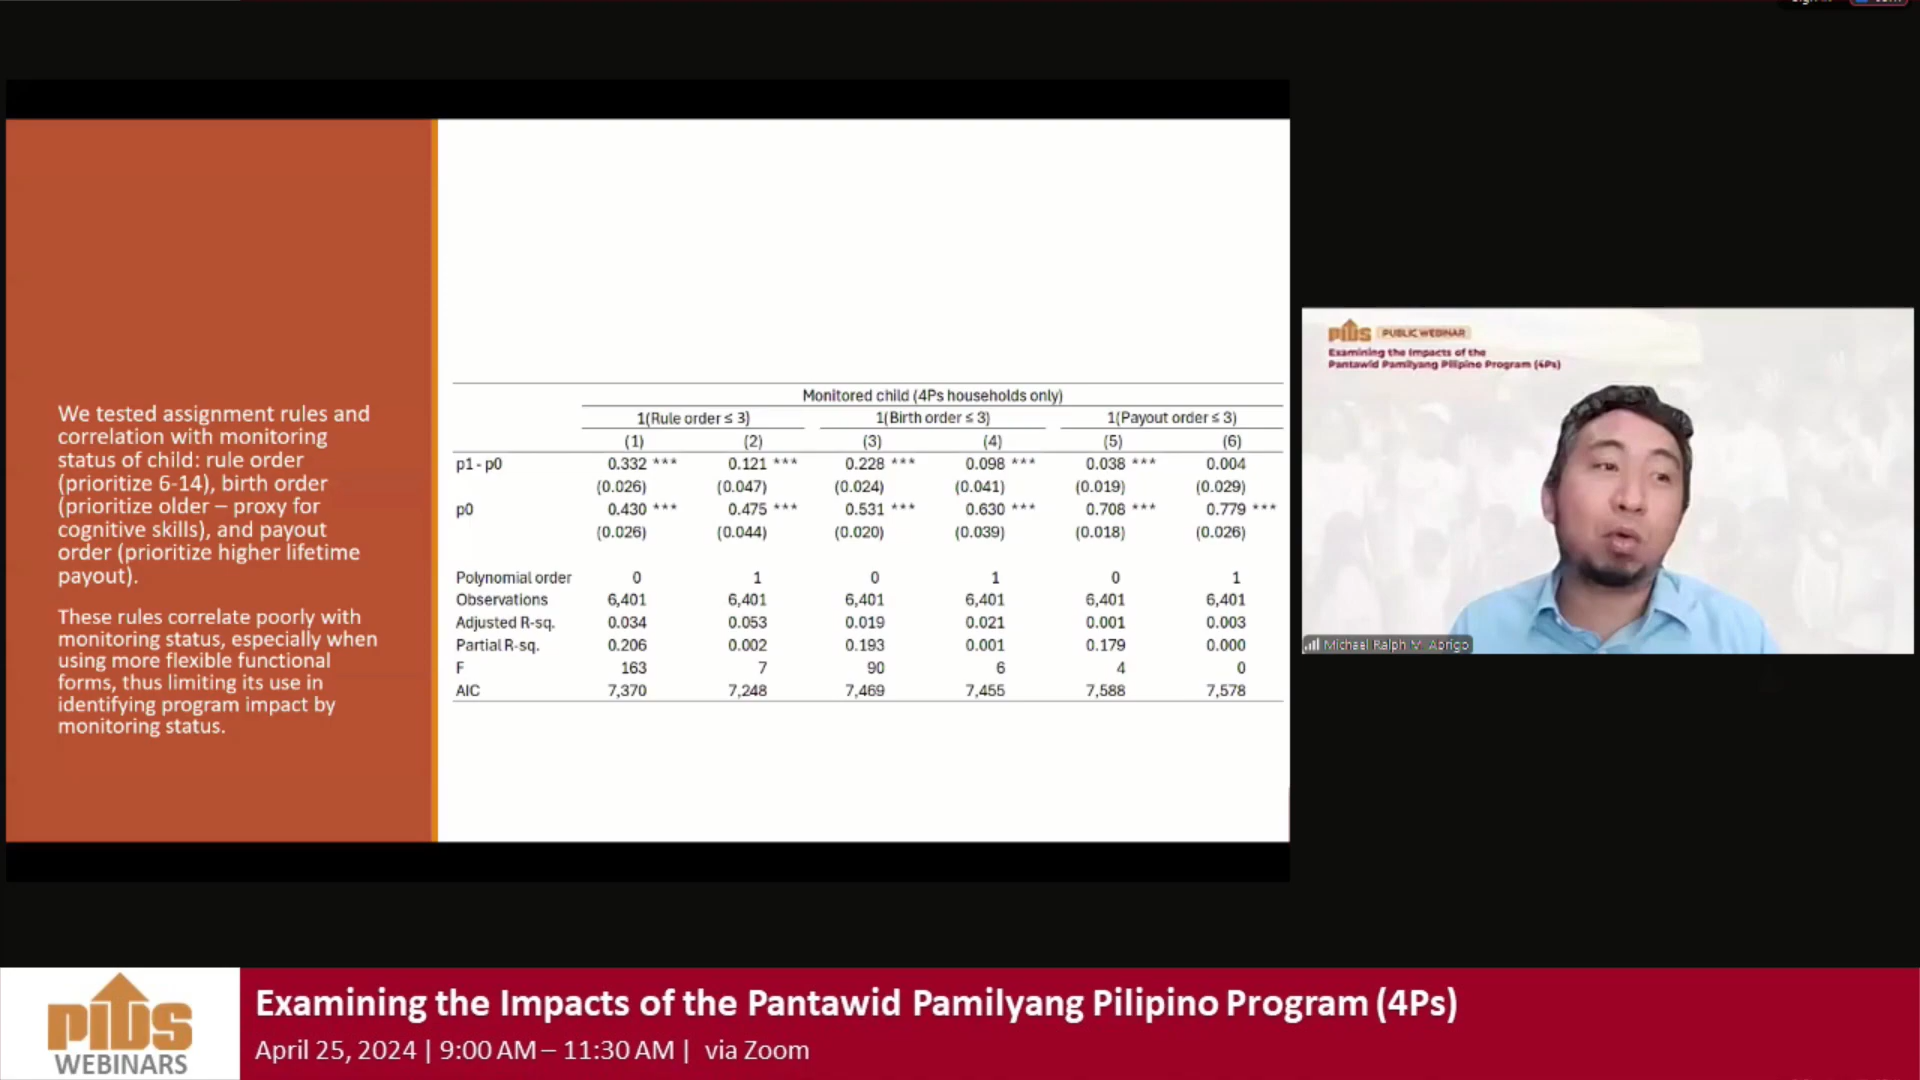 We tested assignment rules and
correlation with monitoring
status of child: rule order
(prioritize 6-14), birth order
(prioritize older – proxy for
cognitive skills), and payout
order (prioritize higher lifetime
payout).
These rules correlate poorly with
monitoring status, especially when
using more flexible functional
forms, thus limiting its use in
identifying program impact by
monitoring status.
Monitored child (4Ps households only)
1(Rule order ≤ 3) 1(Birth order ≤ 3) 1(Payout order ≤ 3)
(1) (2) (3) (4) (5) (6)
p1 - p0 0.332 *** 0.121 *** 0.228 *** 0.098 *** 0.038 *** 0.004
(0.026) (0.047) (0.024) (0.041) (0.019) (0.029)
p0 0.430 *** 0.475 *** 0.531 *** 0.630 *** 0.708 *** 0.779 ***
(0.026) (0.044) (0.020) (0.039) (0.018) (0.026)
Polynomial order 0 1 0 1 0 1
Observations 6,401 6,401 6,401 6,401 6,401 6,401
Adjusted R-sq. 0.034 0.053 0.019 0.021 0.001 0.003
Partial R-sq. 0.206 0.002 0.193 0.001 0.179 0.000
F 163 7 90 6 4 0
AIC 7,370 7,248 7,469 7,455 7,588 7,578
PIDS PUBLIC WEBINAR
Examining the Impacts of the
Pantawid Pamilyang Pilipino Program (4Ps)
Michael Ralph M. Abrigo
PIDS
WEBINARS
Examining the Impacts of the Pantawid Pamilyang Pilipino Program (4Ps)
April 25, 2024 | 9:00 AM – 11:30 AM | via Zoom